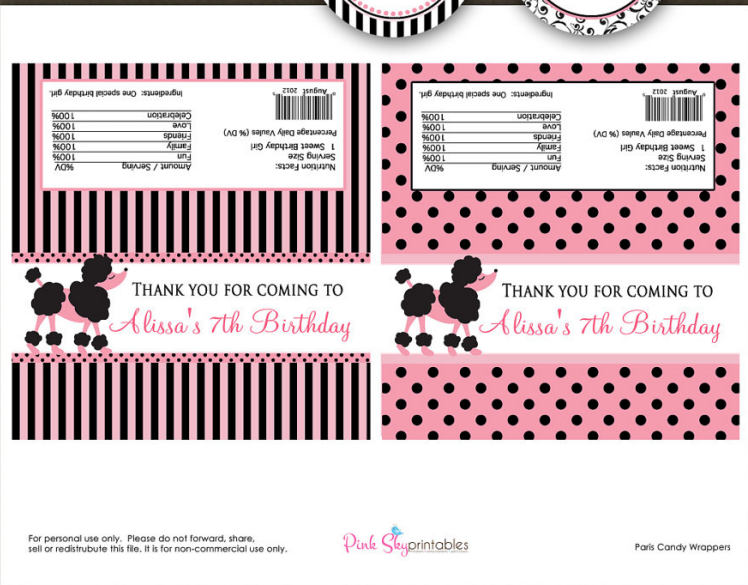 Nutrition Facts:
Serving Size
1 Sweet Birthday Girl
Percentage Daily Vaules (% DV)
August 2012
Amount / Serving %DV
Fun 100%
Family 100%
Friends 100%
Love 100%
Celebration 100%
Ingredients: One special birthday girl.
THANK YOU FOR COMING TO
Alissa's 7th Birthday
Nutrition Facts:
Serving Size
1 Sweet Birthday Girl
Percentage Daily Vaules (% DV)
August 2012
Amount / Serving %DV
Fun 100%
Family 100%
Friends 100%
Love 100%
Celebration 100%
Ingredients: One special birthday girl.
THANK YOU FOR COMING TO
Alissa's 7th Birthday
For personal use only. Please do not forward, share,
sell or redistrubute this file. It is for non-commercial use only.
Pink Skyprintables
Paris Candy Wrappers